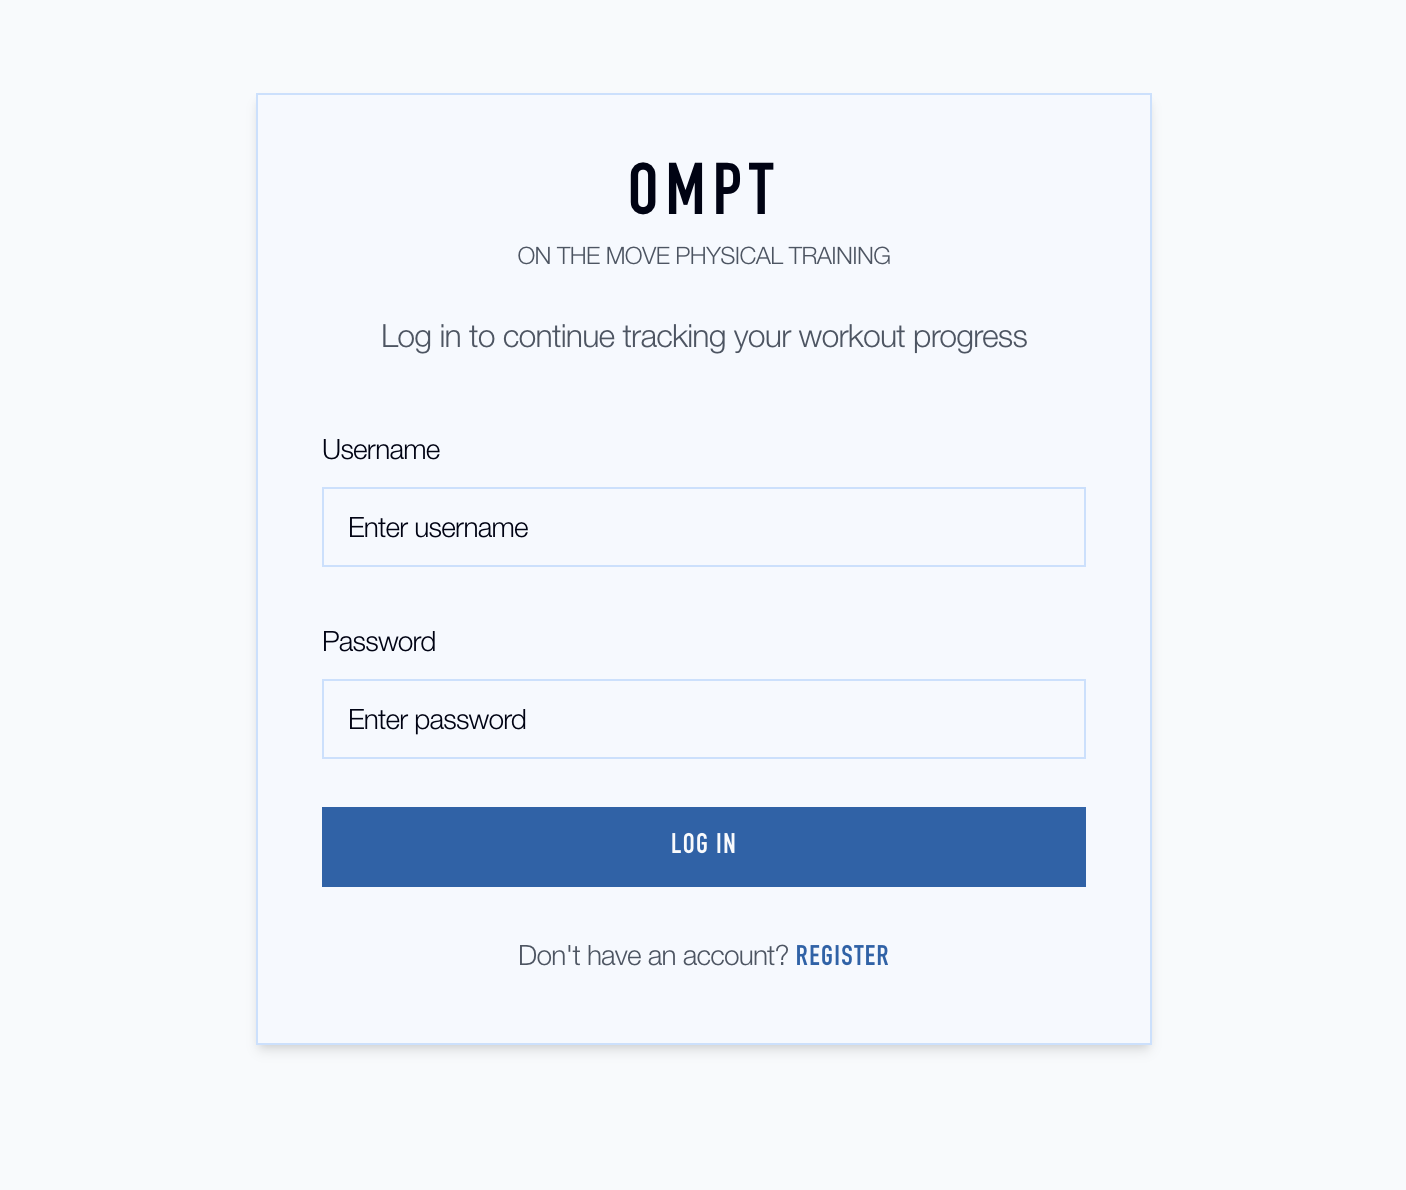 OMPT
ON THE MOVE PHYSICAL TRAINING
Log in to continue tracking your workout progress
Username
Enter username
Password
Enter password
LOG IN
Don't have an account? REGISTER